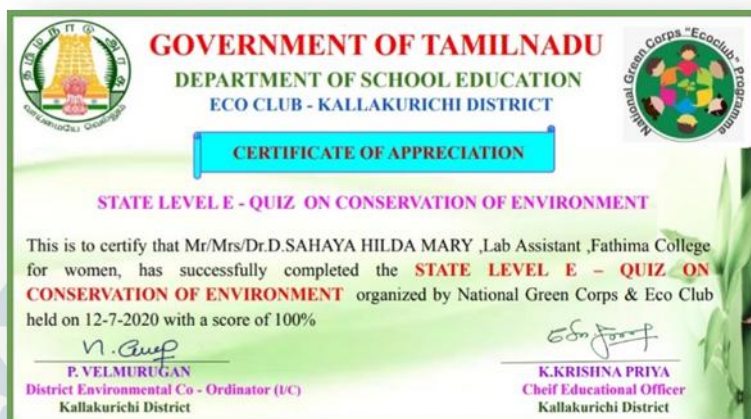 தமிழ்நாடு அரசு
வாய்மையே வெல்லும்
GOVERNMENT OF TAMILNADU
DEPARTMENT OF SCHOOL EDUCATION
ECO CLUB - KALLAKURICHI DISTRICT
National Green Corps "Ecoclub" Programme
CERTIFICATE OF APPRECIATION
STATE LEVEL E - QUIZ ON CONSERVATION OF ENVIRONMENT
This is to certify that Mr/Mrs/Dr.D.SAHAYA HILDA MARY ,Lab Assistant ,Fathima College
for women, has successfully completed the STATE LEVEL E – QUIZ ON
CONSERVATION OF ENVIRONMENT organized by National Green Corps & Eco Club
held on 12-7-2020 with a score of 100%
P. VELMURUGAN
District Environmental Co - Ordinator (I/C)
Kallakurichi District
K.KRISHNA PRIYA
Cheif Educational Officer
Kallakurichi District